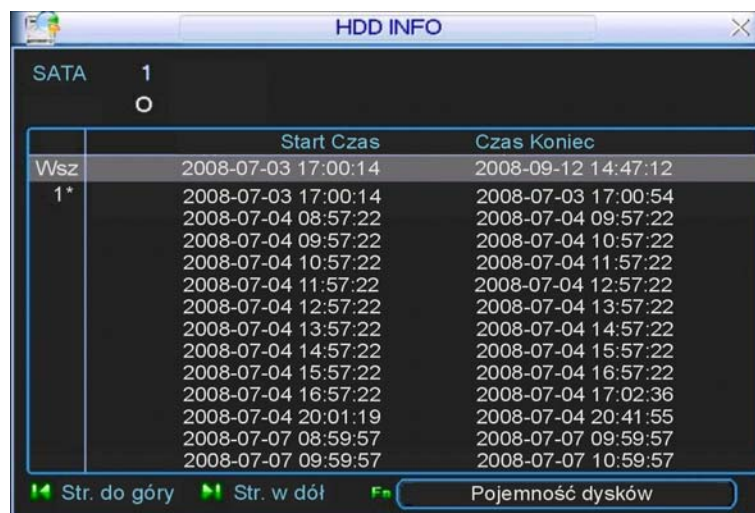 HDD INFO
SATA 1
O
Start Czas Czas Koniec
Wsz 2008-07-03 17:00:14 2008-09-12 14:47:12
1* 2008-07-03 17:00:14 2008-07-03 17:00:54
2008-07-04 08:57:22 2008-07-04 09:57:22
2008-07-04 09:57:22 2008-07-04 10:57:22
2008-07-04 10:57:22 2008-07-04 11:57:22
2008-07-04 11:57:22 2008-07-04 12:57:22
2008-07-04 12:57:22 2008-07-04 13:57:22
2008-07-04 13:57:22 2008-07-04 14:57:22
2008-07-04 14:57:22 2008-07-04 15:57:22
2008-07-04 15:57:22 2008-07-04 16:57:22
2008-07-04 16:57:22 2008-07-04 17:02:36
2008-07-04 20:01:19 2008-07-04 20:41:55
2008-07-07 08:59:57 2008-07-07 09:59:57
2008-07-07 09:59:57 2008-07-07 10:59:57
Str. do góry Str. w dół Fn Pojemność dysków